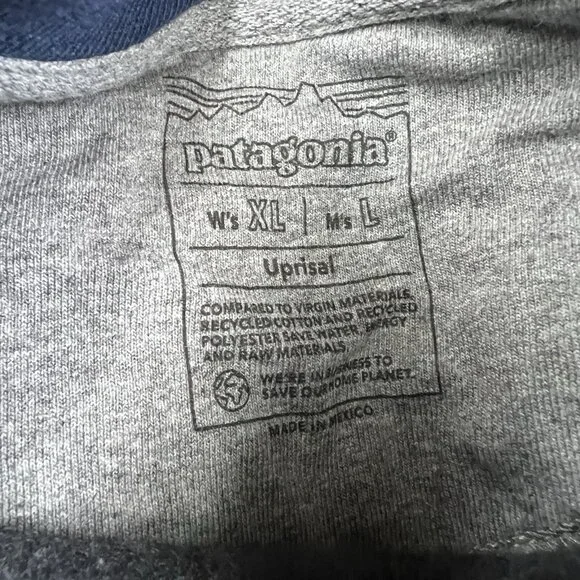 patagonia®
W's XL | M's L
Uprisal
COMPARED TO VIRGIN MATERIALS,
RECYCLED COTTON AND RECYCLED
POLYESTER SAVE WATER, ENERGY
AND RAW MATERIALS.
WE'RE IN BUSINESS TO
SAVE OUR HOME PLANET.
MADE IN MEXICO